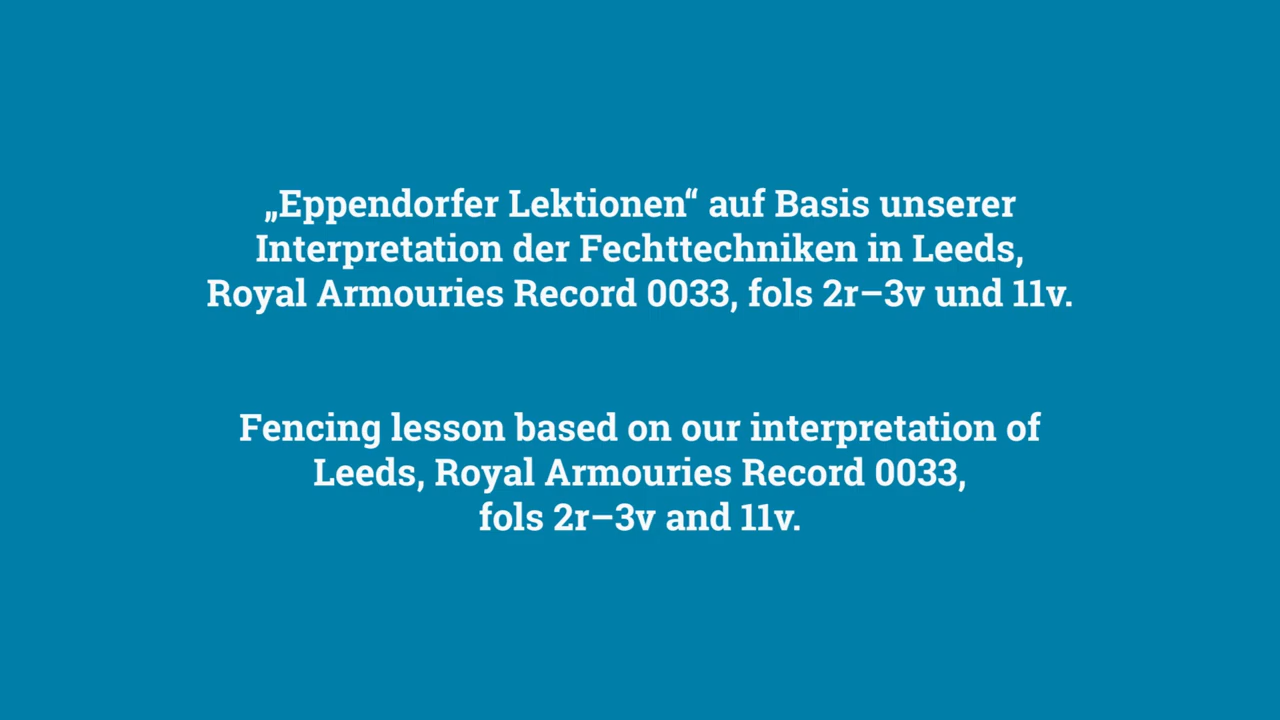 „Eppendorfer Lektionen“ auf Basis unserer
Interpretation der Fechttechniken in Leeds,
Royal Armouries Record 0033, fols 2r–3v und 11v.
Fencing lesson based on our interpretation of
Leeds, Royal Armouries Record 0033,
fols 2r–3v and 11v.